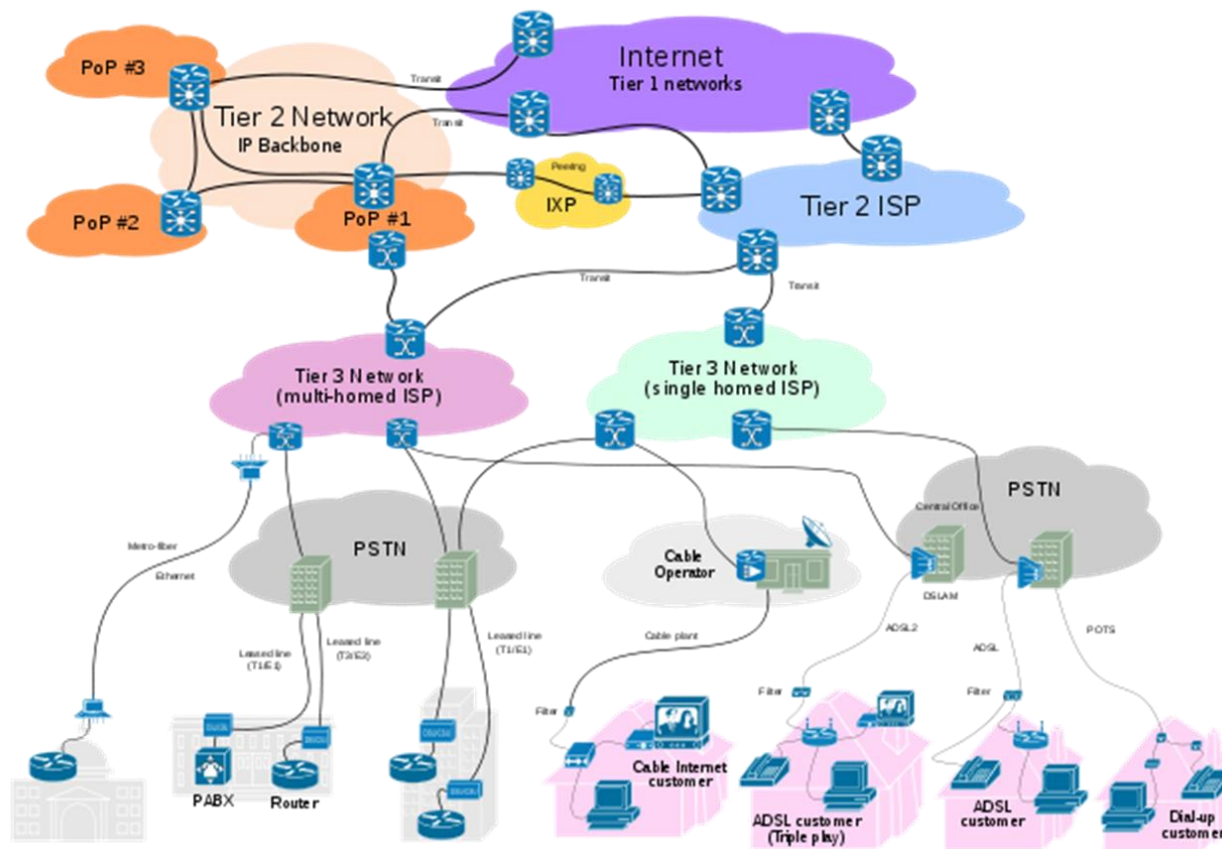 Internet
Tier 1 networks
PoP #3
Transit
Tier 2 Network
IP Backbone
Transit
Peering
IXP
Tier 2 ISP
PoP #2
PoP #1
Transit
Transit
Tier 3 Network
(multi-homed ISP)
Tier 3 Network
(single homed ISP)
PSTN
Central Office
PSTN
Cable
Operator
Metro-fiber
Ethernet
DSLAM
Leased line
(T1/E1)
Leased line
(T3/E3)
Leased line
(T1/E1)
Cable plant
ADSL2
ADSL
POTS
Filter
Filter
Filter
PABX
Router
Cable Internet
customer
ADSL customer
(Triple play)
ADSL
customer
Dial-up
customer